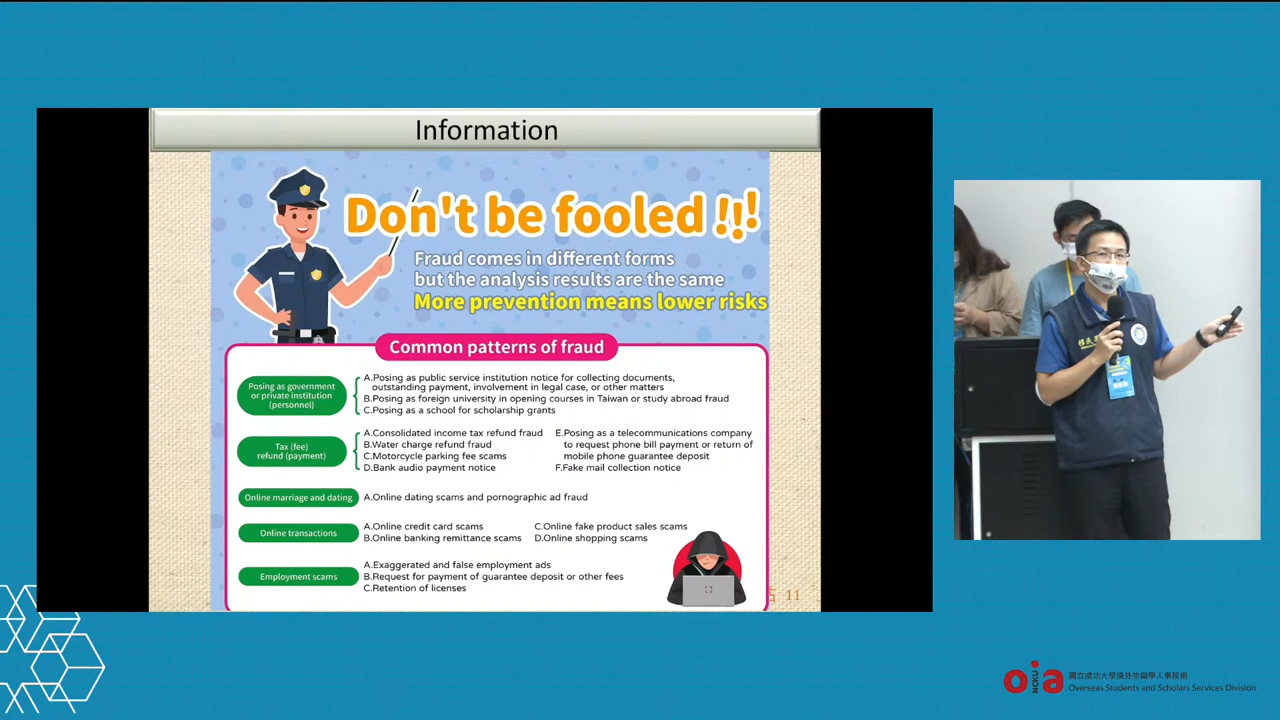 Information
Don't be fooled !!!
Fraud comes in different forms
but the analysis results are the same
More prevention means lower risks
Common patterns of fraud
Posing as government
or private institution
(personnel)
A.Posing as public service institution notice for collecting documents,
outstanding payment, involvement in legal case, or other matters
B.Posing as foreign university in opening courses in Taiwan or study abroad fraud
C.Posing as a school for scholarship grants
Tax (fee)
refund (payment)
A.Consolidated income tax refund fraud
B.Water charge refund fraud
C.Motorcycle parking fee scams
D.Bank audio payment notice
E.Posing as a telecommunications company
to request phone bill payment or return of
mobile phone guarantee deposit
F.Fake mail collection notice
Online marriage and dating
A.Online dating scams and pornographic ad fraud
Online transactions
A.Online credit card scams
B.Online banking remittance scams
C.Online fake product sales scams
D.Online shopping scams
Employment scams
A.Exaggerated and false employment ads
B.Request for payment of guarantee deposit or other fees
C.Retention of licenses
11
oia
NCKU
國立成功大學僑外生暨學人事務組
Overseas Students and Scholars Services Division